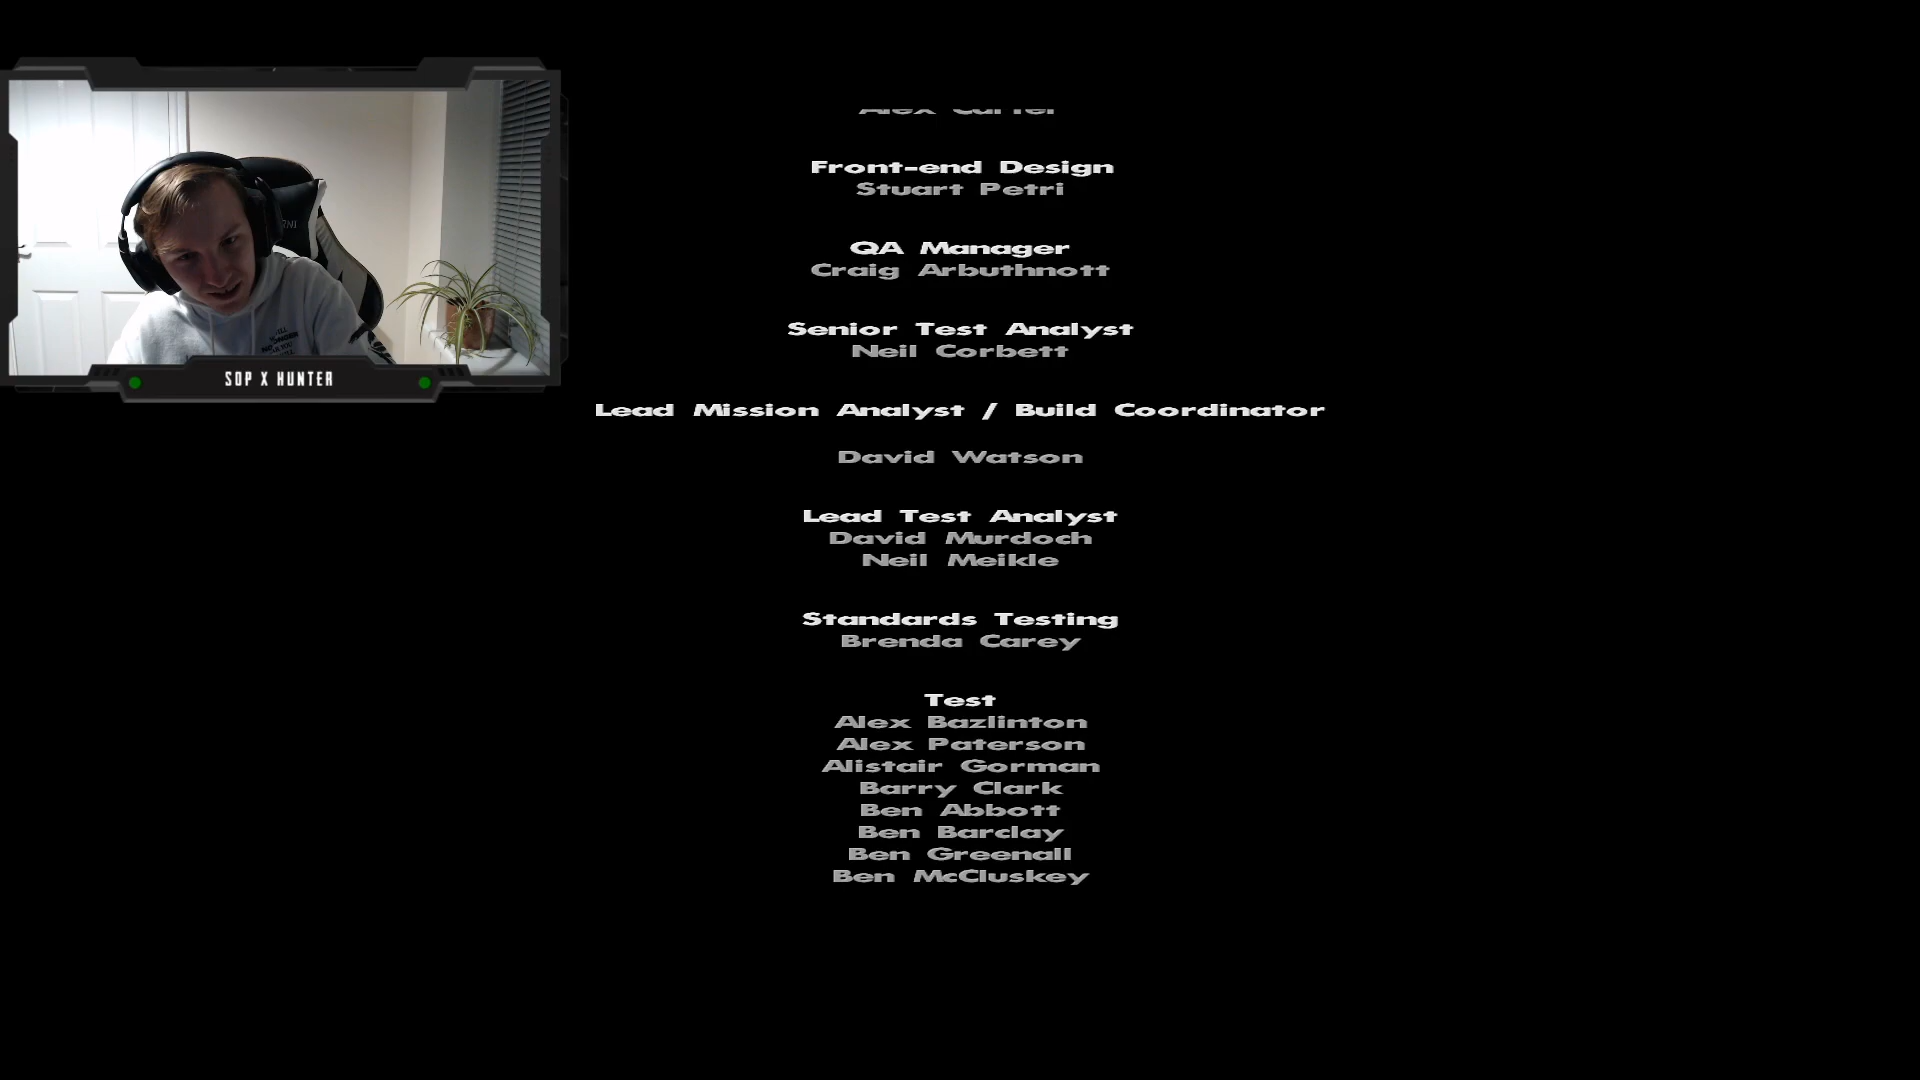 Alex Carter
Front-end Design
Stuart Petri
QA Manager
Craig Arbuthnott
Senior Test Analyst
Neil Corbett
Lead Mission Analyst / Build Coordinator
David Watson
Lead Test Analyst
David Murdoch
Neil Meikle
Standards Testing
Brenda Carey
Test
Alex Bazlinton
Alex Paterson
Alistair Gorman
Barry Clark
Ben Abbott
Ben Barclay
Ben Greenall
Ben McCluskey
SOP X HUNTER